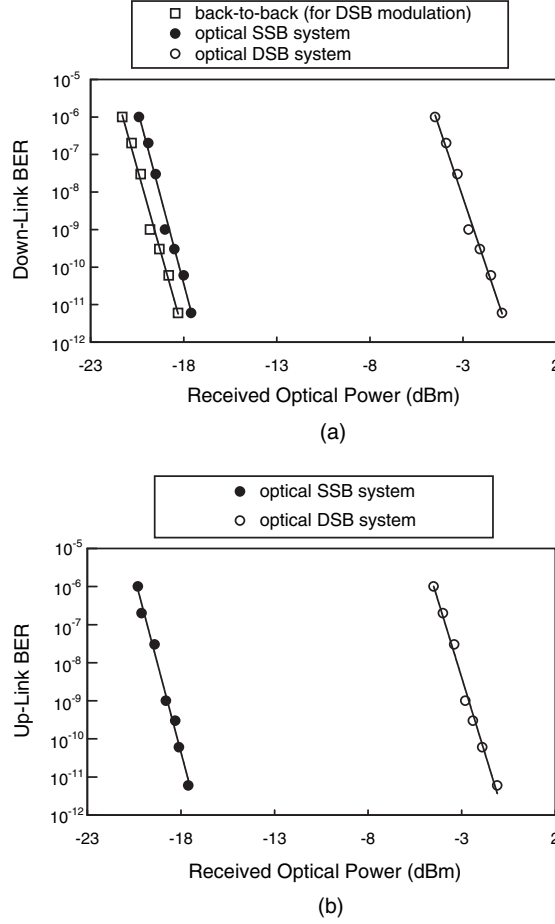 back-to-back (for DSB modulation)
optical SSB system
optical DSB system
10-5
10-6
10-7
10-8
10-9
10-10
10-11
10-12
Down-Link BER
-23 -18 -13 -8 -3 2
Received Optical Power (dBm)
(a)
optical SSB system
optical DSB system
10-5
10-6
10-7
10-8
10-9
10-10
10-11
10-12
Up-Link BER
-23 -18 -13 -8 -3 2
Received Optical Power (dBm)
(b)